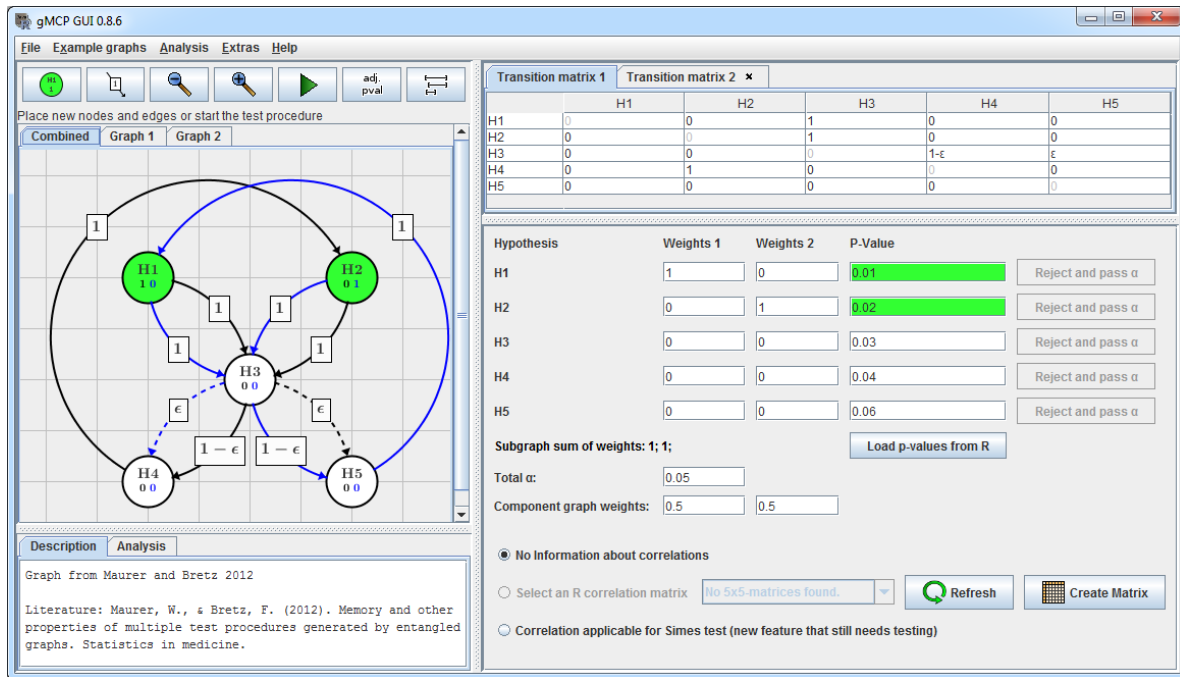 gMCP GUI 0.8.6
File Example graphs Analysis Extras Help
H1
1
1
adj.
pval
Place new nodes and edges or start the test procedure
Combined Graph 1 Graph 2
1 1
H1 H2
1 0 0 1
1 1
1 1
H3
0 0
ϵ ϵ
1 − ϵ 1 − ϵ
H4 H5
0 0 0 0
Description Analysis
Graph from Maurer and Bretz 2012
Literature: Maurer, W., & Bretz, F. (2012). Memory and other
properties of multiple test procedures generated by entangled
graphs. Statistics in medicine.
Transition matrix 1 Transition matrix 2 ×
H1 H2 H3 H4 H5
H1 0 0 1 0 0
H2 0 0 1 0 0
H3 0 0 0 1-ε ε
H4 0 1 0 0 0
H5 0 0 0 0 0
Hypothesis Weights 1 Weights 2 P-Value
H1 1 0 0.01 Reject and pass α
H2 0 1 0.02 Reject and pass α
H3 0 0 0.03 Reject and pass α
H4 0 0 0.04 Reject and pass α
H5 0 0 0.06 Reject and pass α
Subgraph sum of weights: 1; 1; Load p-values from R
Total α: 0.05
Component graph weights: 0.5 0.5
No Information about correlations
Select an R correlation matrix No 5x5-matrices found. Refresh Create Matrix
Correlation applicable for Simes test (new feature that still needs testing)